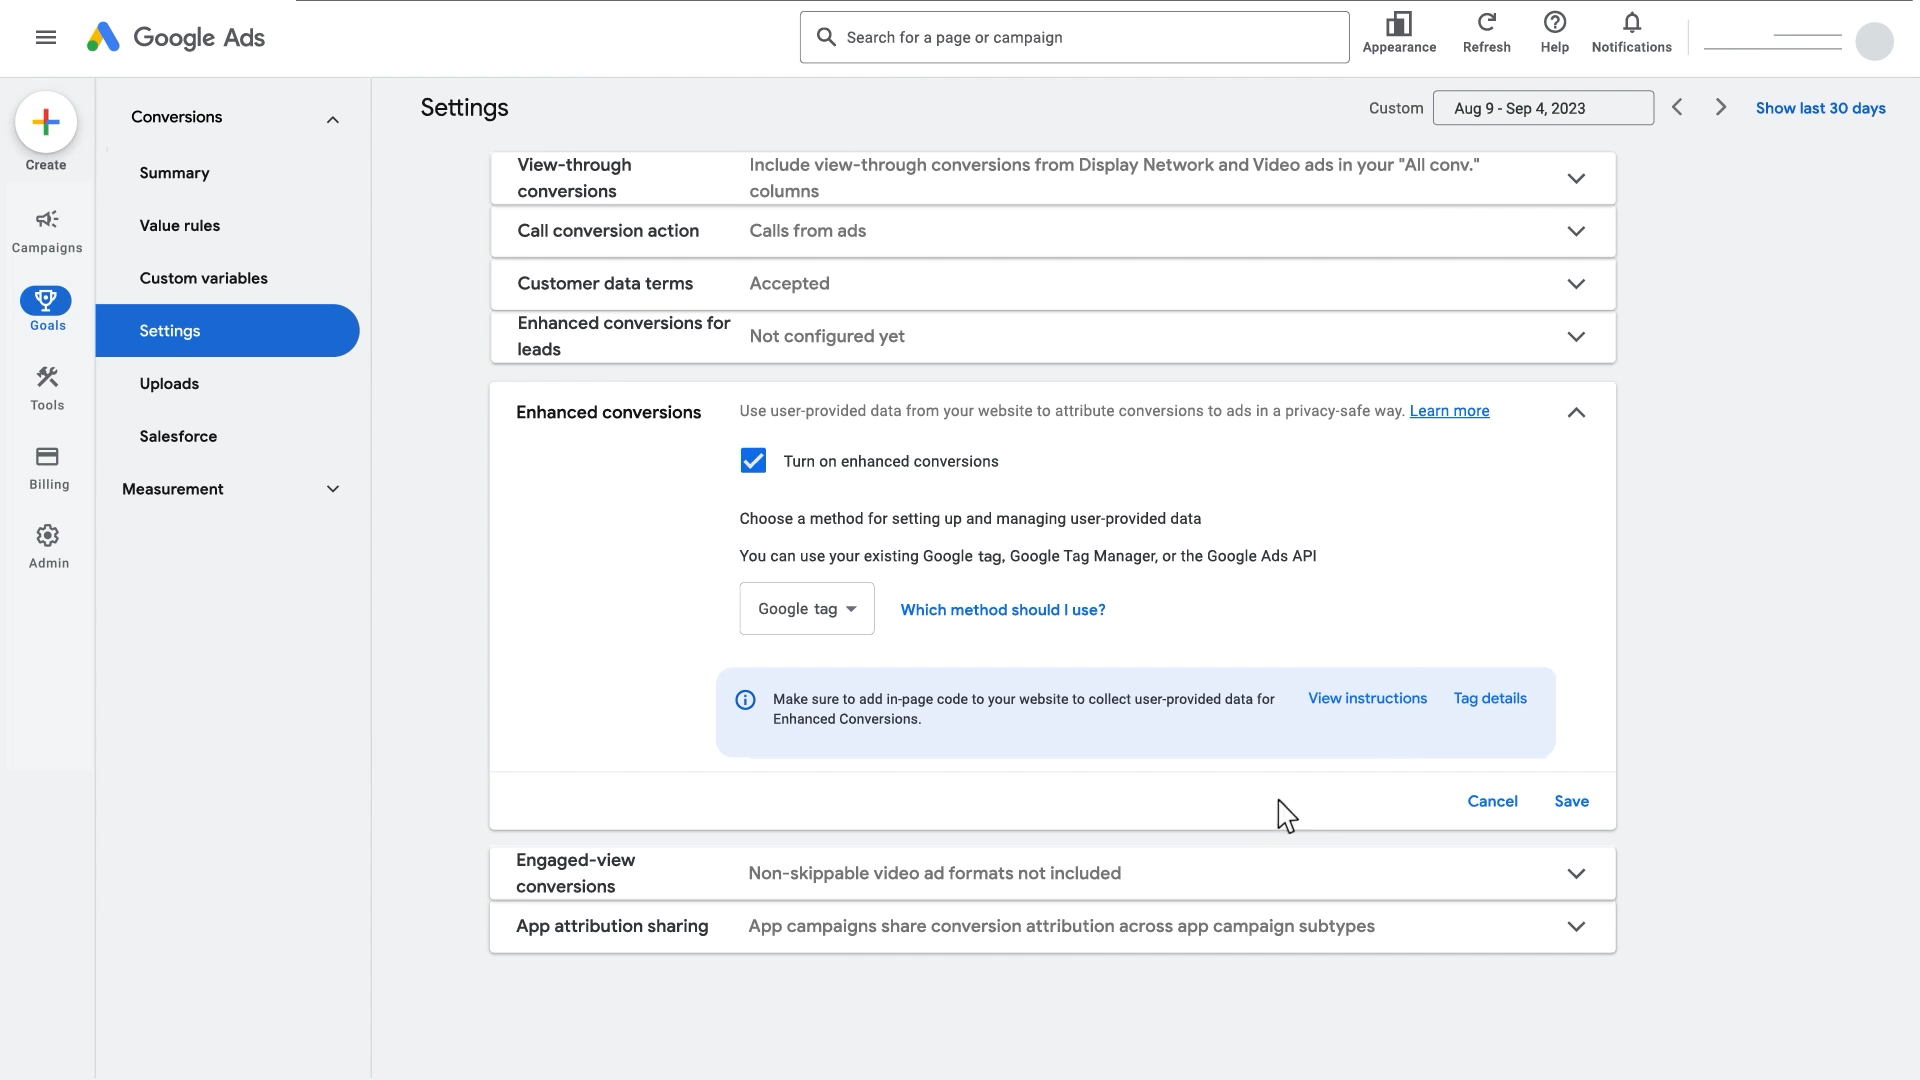 Google Ads
Search for a page or campaign
Appearance
Refresh
Help
Notifications
Create
Campaigns
Goals
Tools
Billing
Admin
Conversions
Summary
Value rules
Custom variables
Settings
Uploads
Salesforce
Measurement
Settings
Custom
Aug 9 - Sep 4, 2023
Show last 30 days
View-through
conversions
Include view-through conversions from Display Network and Video ads in your "All conv."
columns
Call conversion action
Calls from ads
Customer data terms
Accepted
Enhanced conversions for
leads
Not configured yet
Enhanced conversions
Use user-provided data from your website to attribute conversions to ads in a privacy-safe way. Learn more
Turn on enhanced conversions
Choose a method for setting up and managing user-provided data
You can use your existing Google tag, Google Tag Manager, or the Google Ads API
Google tag
Which method should I use?
Make sure to add in-page code to your website to collect user-provided data for
Enhanced Conversions.
View instructions
Tag details
Cancel
Save
Engaged-view
conversions
Non-skippable video ad formats not included
App attribution sharing
App campaigns share conversion attribution across app campaign subtypes